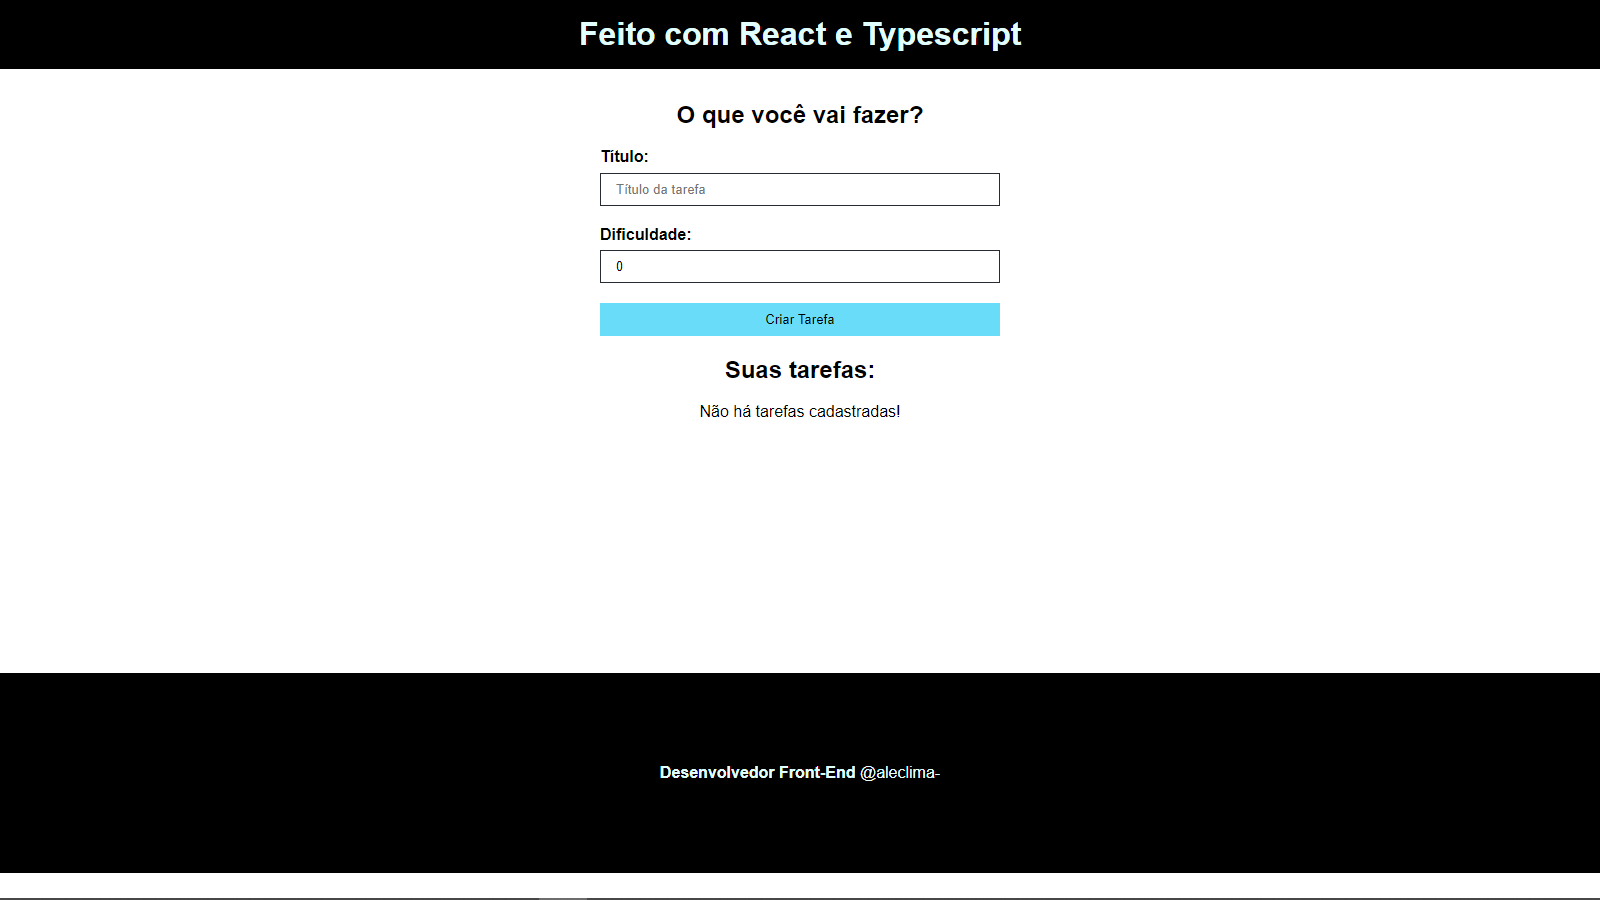 Feito com React e Typescript
O que você vai fazer?
Título:
Título da tarefa
Dificuldade:
0
Criar Tarefa
Suas tarefas:
Não há tarefas cadastradas!
Desenvolvedor Front-End @aleclima-